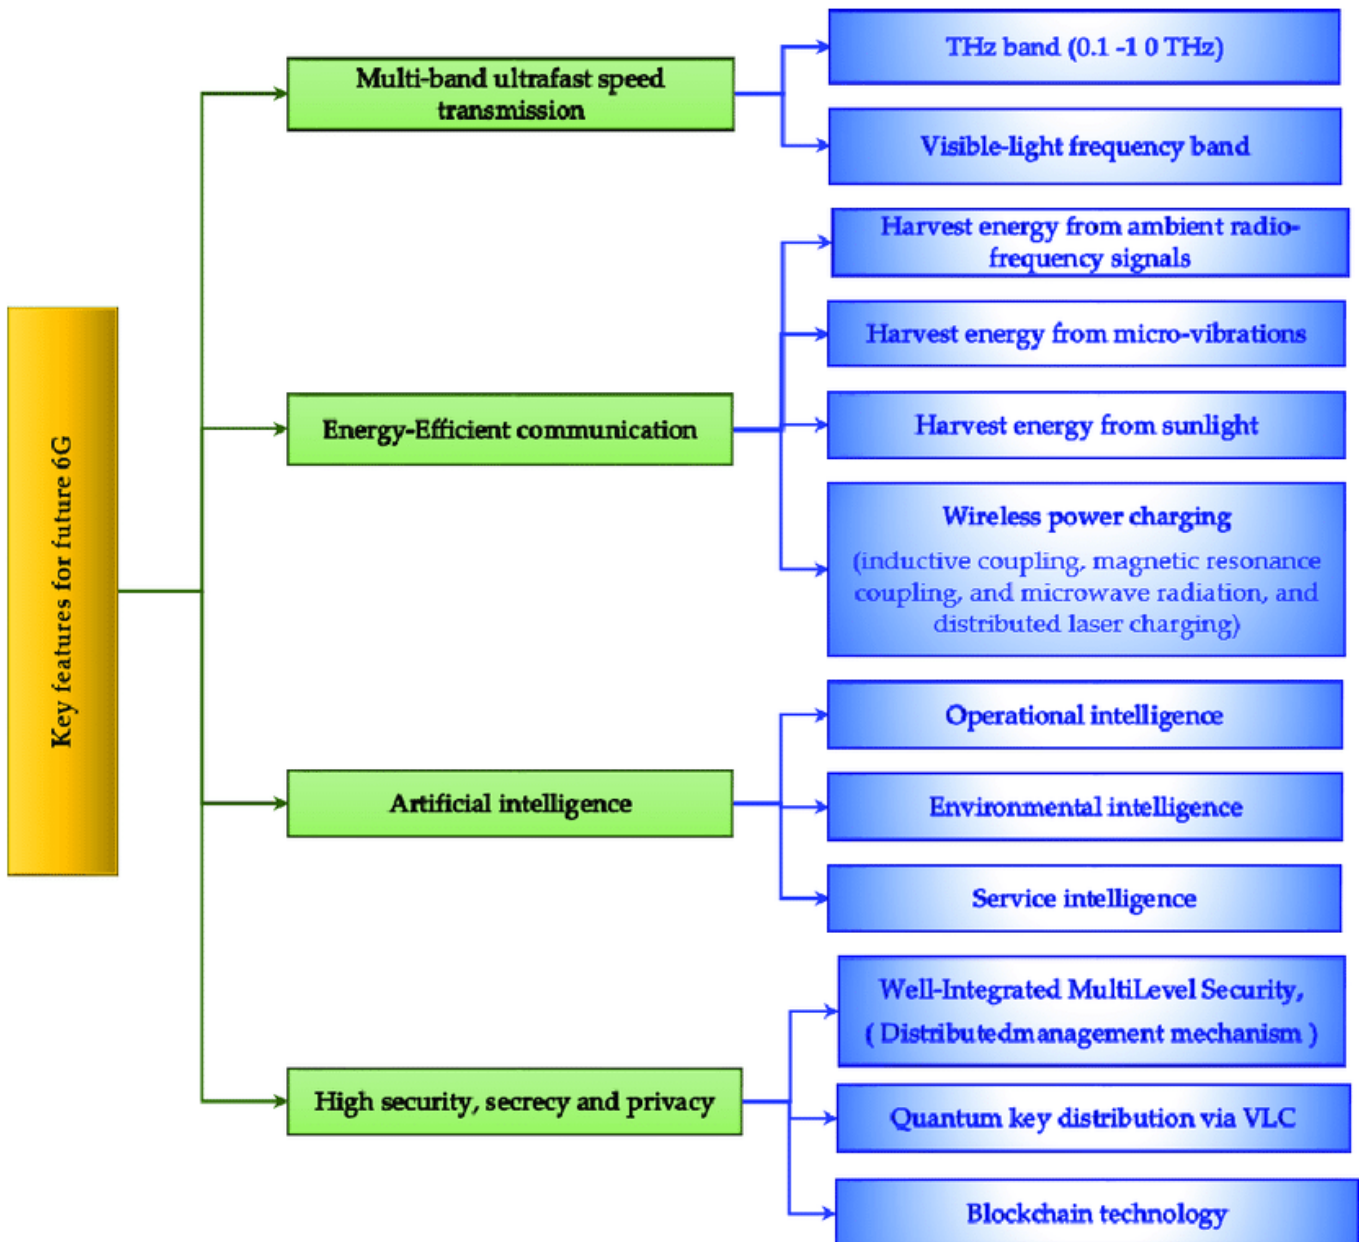 Key features for future 6G
Multi-band ultrafast speed
transmission
THz band (0.1 -1 0 THz)
Visible-light frequency band
Energy-Efficient communication
Harvest energy from ambient radio-
frequency signals
Harvest energy from micro-vibrations
Harvest energy from sunlight
Wireless power charging
(inductive coupling, magnetic resonance
coupling, and microwave radiation, and
distributed laser charging)
Artificial intelligence
Operational intelligence
Environmental intelligence
Service intelligence
High security, secrecy and privacy
Well-Integrated MultiLevel Security,
( Distributedmanagement mechanism )
Quantum key distribution via VLC
Blockchain technology